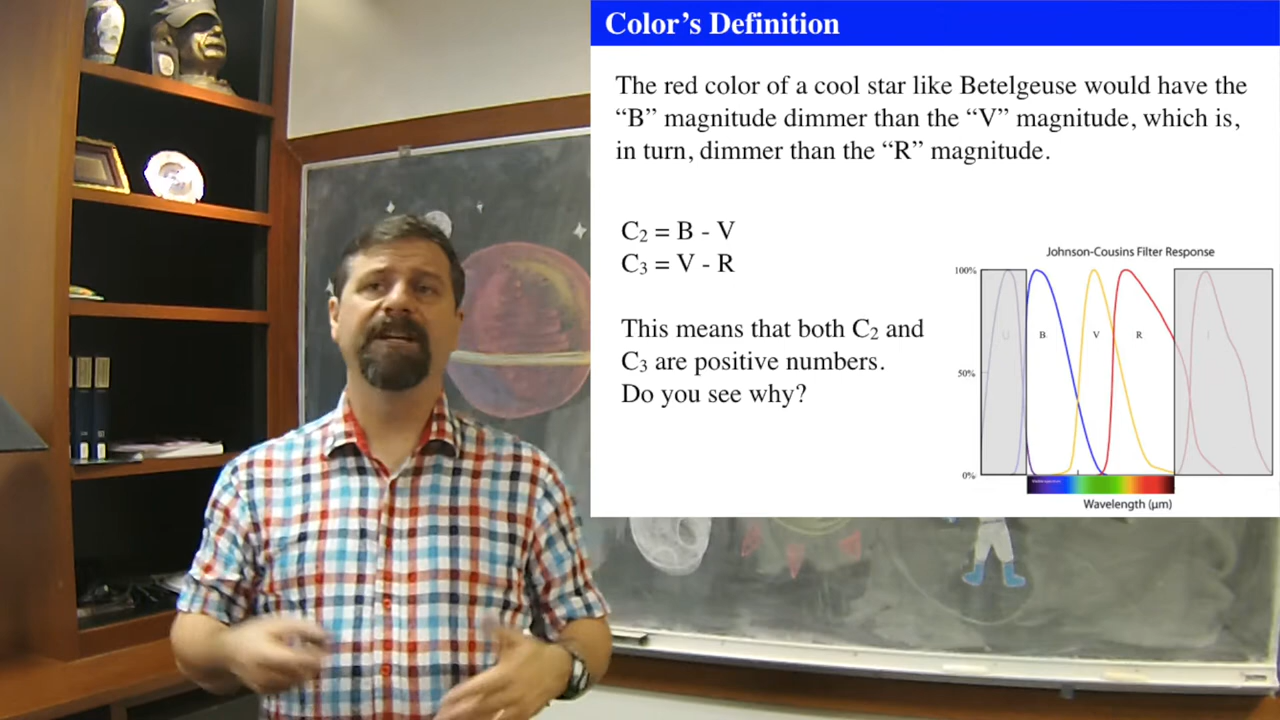 Color’s Definition
The red color of a cool star like Betelgeuse would have the
“B” magnitude dimmer than the “V” magnitude, which is,
in turn, dimmer than the “R” magnitude.
C₂ = B - V
C₃ = V - R
This means that both C₂ and
C₃ are positive numbers.
Do you see why?
Johnson-Cousins Filter Response
100%
U
B
V
R
I
50%
0%
Wavelength (μm)